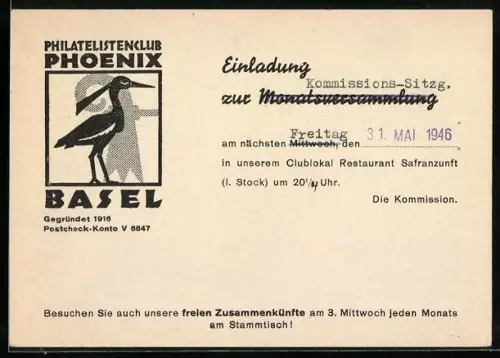 PHILATELISTENCLUB
PHOENIX
BASEL
Gegründet 1916
Postcheck-Konto V 6847
Einladung
Kommissions-Sitzg.
zur Monatsversammlung
Freitag 31. MAI 1946
am nächsten Mittwoch, den
in unserem Clublokal Restaurant Safranzunft
(I. Stock) um 20¼ Uhr.
Die Kommission.
Besuchen Sie auch unsere freien Zusammenkünfte am 3. Mittwoch jeden Monats
am Stammtisch!